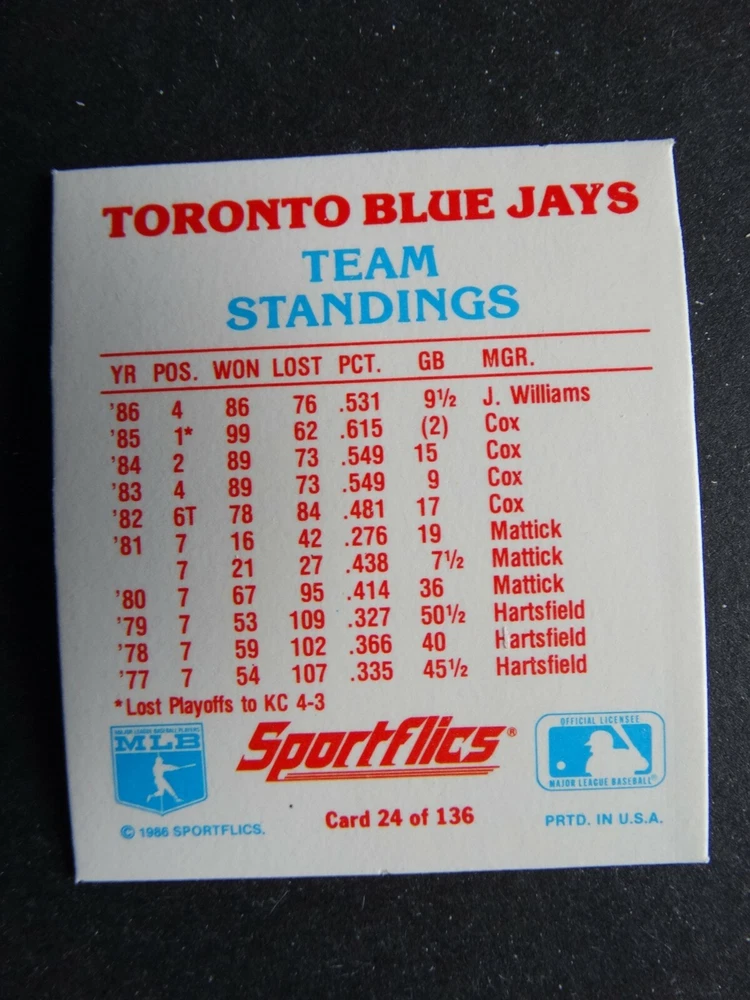 TORONTO BLUE JAYS
TEAM
STANDINGS
YR POS. WON LOST PCT. GB MGR.
'86 4 86 76 .531 9½ J. Williams
'85 1* 99 62 .615 (2) Cox
'84 2 89 73 .549 15 Cox
'83 4 89 73 .549 9 Cox
'82 6T 78 84 .481 17 Cox
'81 7 16 42 .276 19 Mattick
7 21 27 .438 7½ Mattick
'80 7 67 95 .414 36 Mattick
'79 7 53 109 .327 50½ Hartsfield
'78 7 59 102 .366 40 Hartsfield
'77 7 54 107 .335 45½ Hartsfield
*Lost Playoffs to KC 4-3
MAJOR LEAGUE BASEBALL PLAYERS
MLB
Sportflics®
OFFICIAL LICENSEE
MAJOR LEAGUE BASEBALL®
© 1986 SPORTFLICS.
Card 24 of 136
PRTD. IN U.S.A.